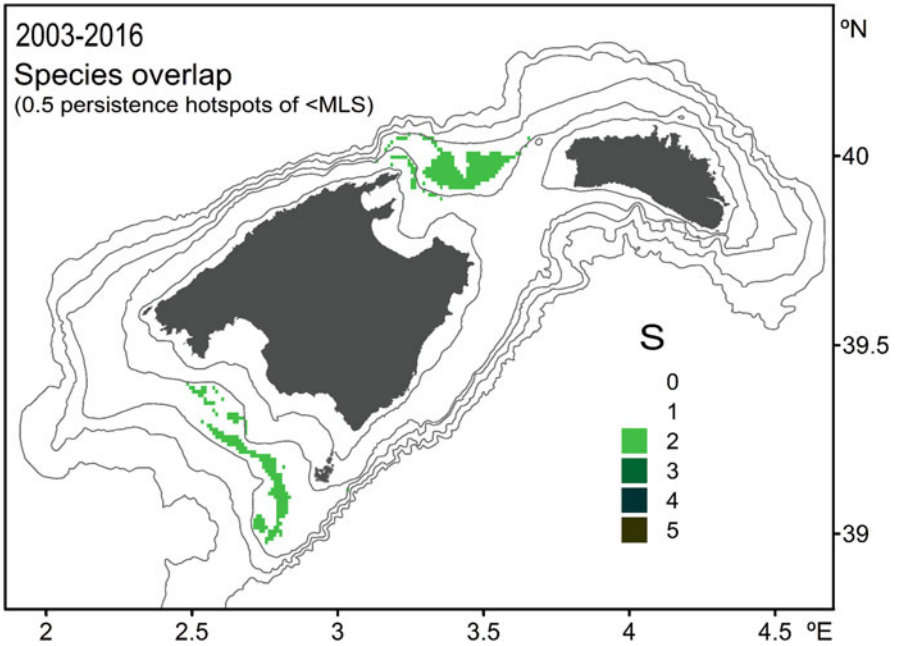 2003-2016
Species overlap
(0.5 persistence hotspots of <MLS)
ºN
40
39.5
39
S
0
1
2
3
4
5
2 2.5 3 3.5 4 4.5 ºE